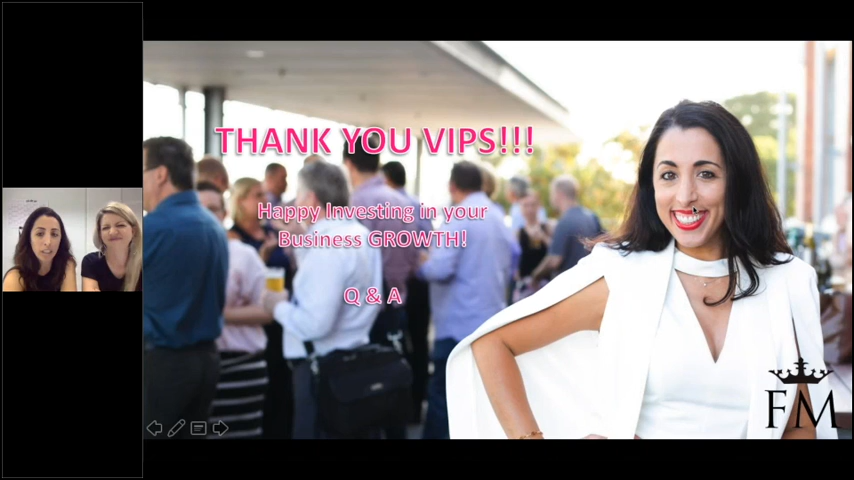 THANK YOU VIPS!!!
Happy Investing in your
Business GROWTH!
Q & A
FM